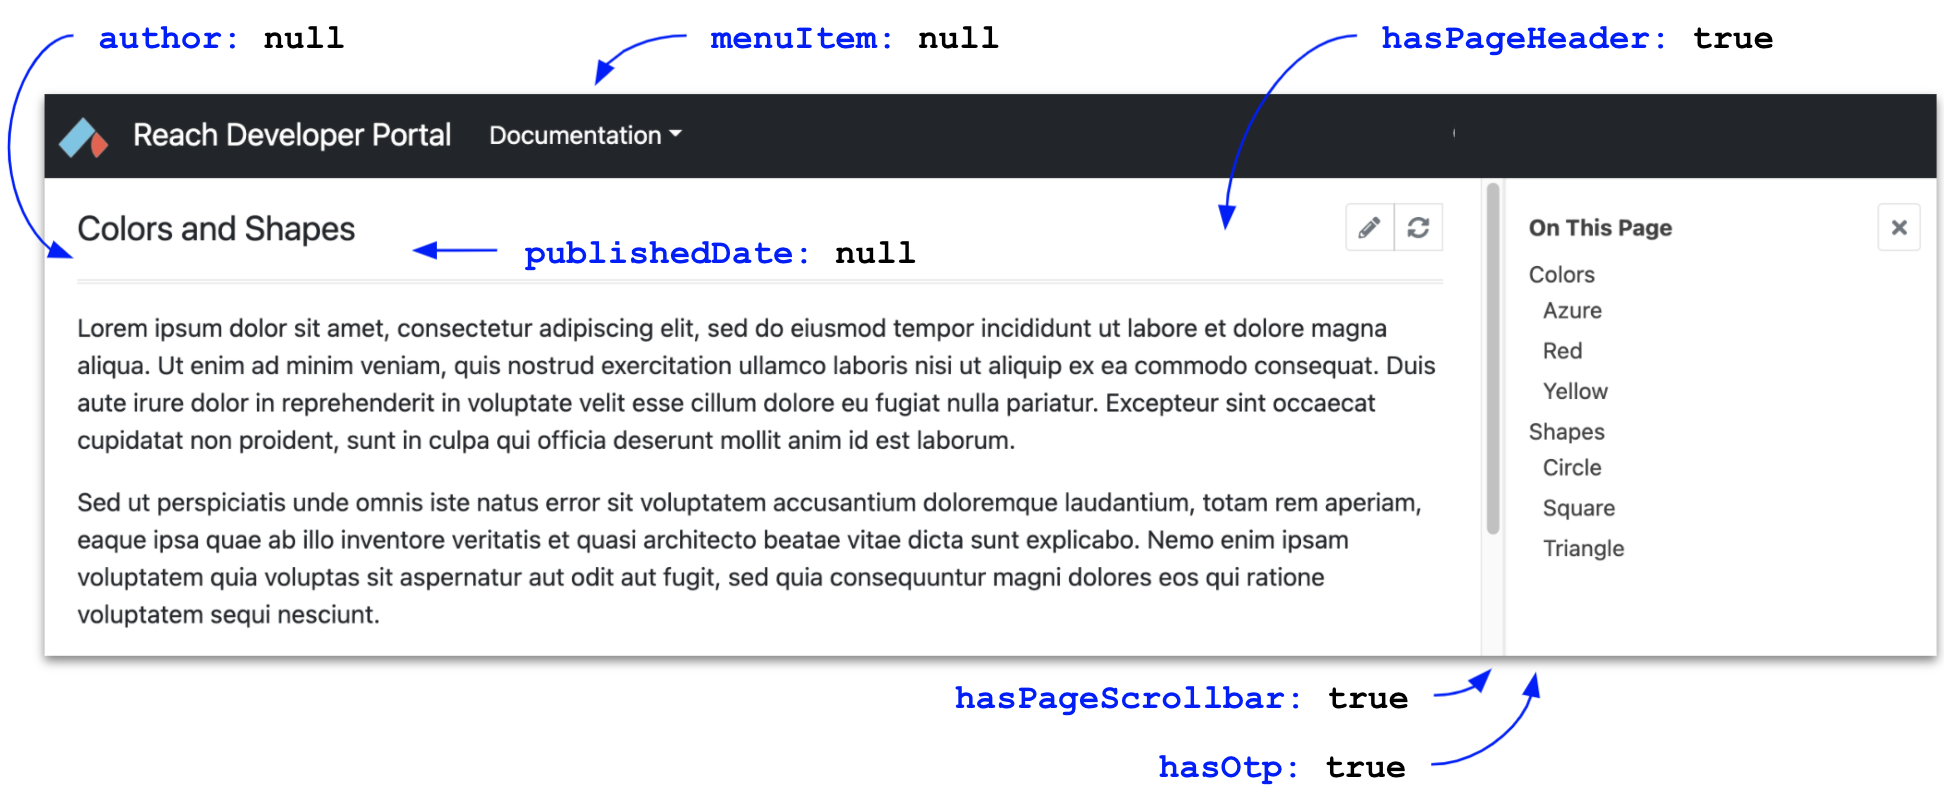 author: null
menuItem: null
hasPageHeader: true
Reach Developer Portal
Documentation
Colors and Shapes
publishedDate: null
Lorem ipsum dolor sit amet, consectetur adipiscing elit, sed do eiusmod tempor incididunt ut labore et dolore magna
aliqua. Ut enim ad minim veniam, quis nostrud exercitation ullamco laboris nisi ut aliquip ex ea commodo consequat. Duis
aute irure dolor in reprehenderit in voluptate velit esse cillum dolore eu fugiat nulla pariatur. Excepteur sint occaecat
cupidatat non proident, sunt in culpa qui officia deserunt mollit anim id est laborum.
Sed ut perspiciatis unde omnis iste natus error sit voluptatem accusantium doloremque laudantium, totam rem aperiam,
eaque ipsa quae ab illo inventore veritatis et quasi architecto beatae vitae dicta sunt explicabo. Nemo enim ipsam
voluptatem quia voluptas sit aspernatur aut odit aut fugit, sed quia consequuntur magni dolores eos qui ratione
voluptatem sequi nesciunt.
On This Page
Colors
Azure
Red
Yellow
Shapes
Circle
Square
Triangle
hasPageScrollbar: true
hasOtp: true